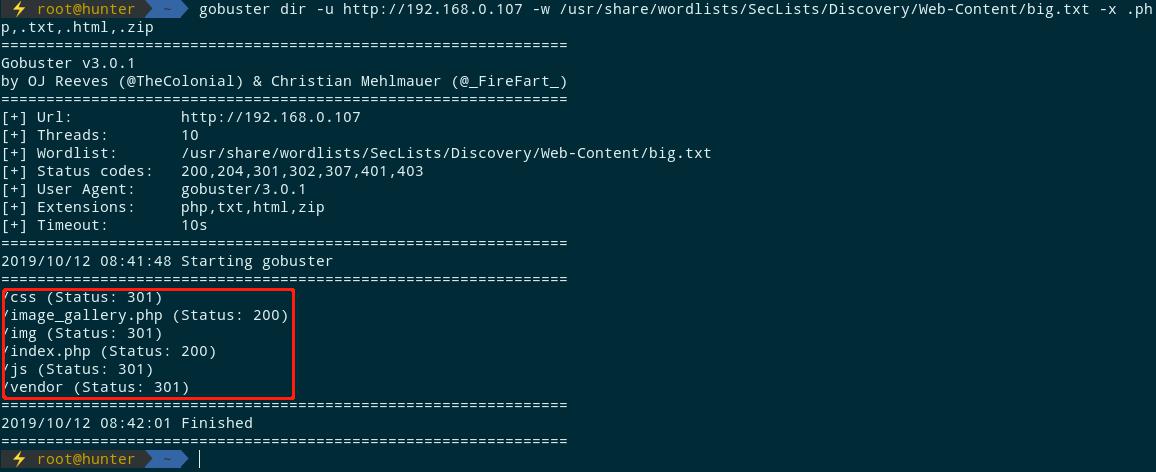 ⚡ root@hunter ~ gobuster dir -u http://192.168.0.107 -w /usr/share/wordlists/SecLists/Discovery/Web-Content/big.txt -x .ph
p,.txt,.html,.zip
===============================================================
Gobuster v3.0.1
by OJ Reeves (@TheColonial) & Christian Mehlmauer (@_FireFart_)
===============================================================
[+] Url:            http://192.168.0.107
[+] Threads:        10
[+] Wordlist:       /usr/share/wordlists/SecLists/Discovery/Web-Content/big.txt
[+] Status codes:   200,204,301,302,307,401,403
[+] User Agent:     gobuster/3.0.1
[+] Extensions:     php,txt,html,zip
[+] Timeout:        10s
===============================================================
2019/10/12 08:41:48 Starting gobuster
===============================================================
/css (Status: 301)
/image_gallery.php (Status: 200)
/img (Status: 301)
/index.php (Status: 200)
/js (Status: 301)
/vendor (Status: 301)
===============================================================
2019/10/12 08:42:01 Finished
===============================================================
⚡ root@hunter ~